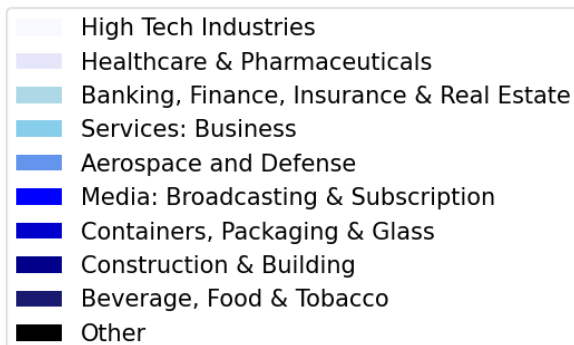 High Tech Industries
Healthcare & Pharmaceuticals
Banking, Finance, Insurance & Real Estate
Services: Business
Aerospace and Defense
Media: Broadcasting & Subscription
Containers, Packaging & Glass
Construction & Building
Beverage, Food & Tobacco
Other